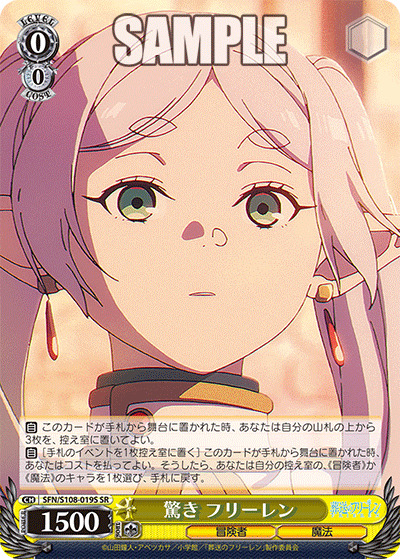 LEVEL
0
0
COST
SAMPLE
自 このカードが手札から舞台に置かれた時、あなたは自分の山札の上から
3枚を、控え室に置いてよい。
自 [手札のイベントを1枚控え室に置く] このカードが手札から舞台に置かれた時、
あなたはコストを払ってよい。そうしたら、あなたは自分の控え室の、《冒険者》か
《魔法》のキャラを1枚選び、手札に戻す。
CH SFN/S108-019S SR
1500
驚き フリーレン
葬送のフリーレン
冒険者
魔法
©山田鐘人・アベツカサ/小学館/「葬送のフリーレン」製作委員会